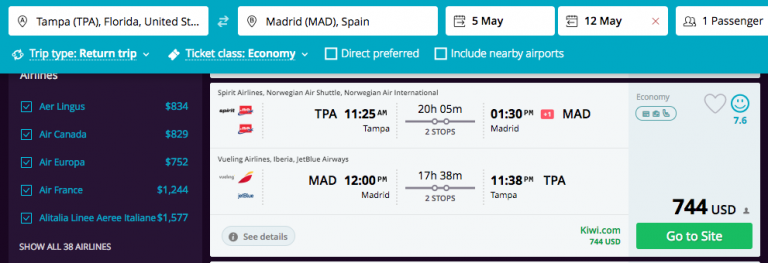 Tampa (TPA), Florida, United St...
Madrid (MAD), Spain
5 May
12 May
1 Passenger
Trip type: Return trip
Ticket class: Economy
Direct preferred
Include nearby airports
Airlines
Aer Lingus $834
Air Canada $829
Air Europa $752
Air France $1,244
Alitalia Linee Aeree Italiane $1,577
SHOW ALL 38 AIRLINES
Spirit Airlines, Norwegian Air Shuttle, Norwegian Air International
spirit
TPA 11:25 AM
Tampa
20h 05m
2 STOPS
01:30 PM +1 MAD
Madrid
Vueling Airlines, Iberia, JetBlue Airways
vueling
jetBlue
MAD 12:00 PM
Madrid
17h 38m
2 STOPS
11:38 PM TPA
Tampa
See details
Kiwi.com
744 USD
Economy
7.6
744 USD
Go to Site